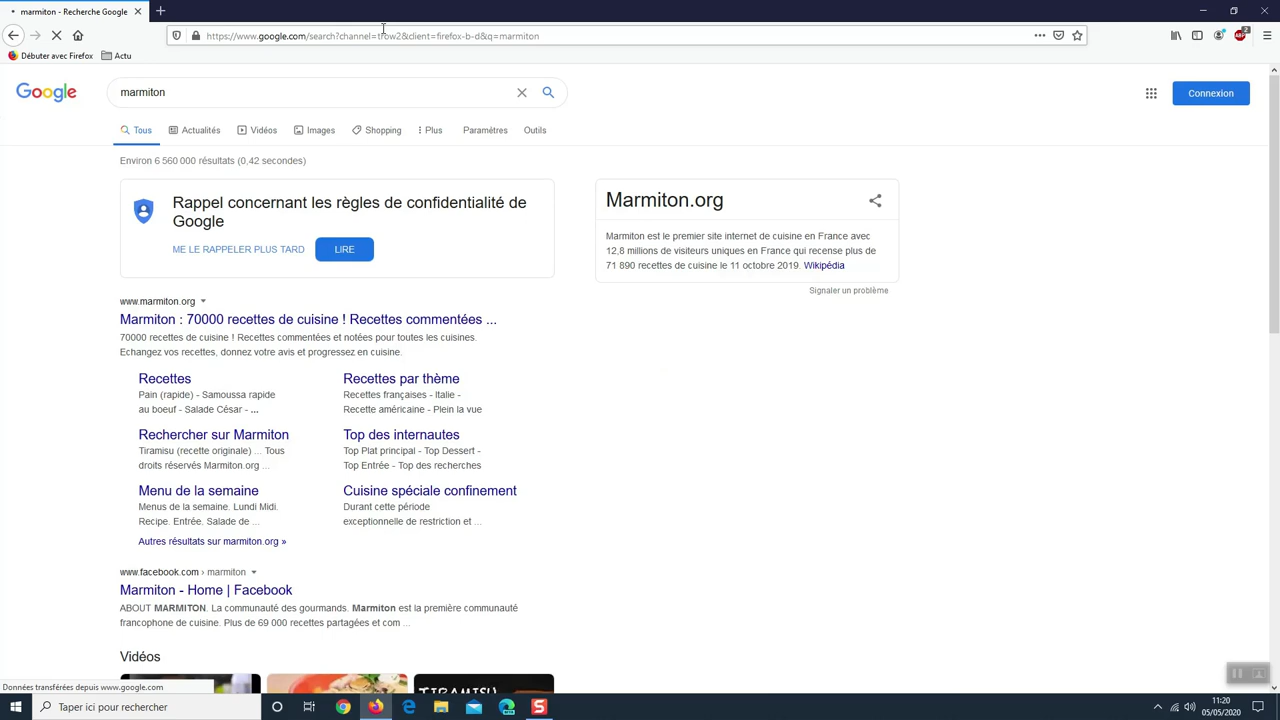 marmiton - Recherche Google
https://www.google.com/search?channel=trow2&client=firefox-b-d&q=marmiton
Débuter avec Firefox
Actu
Google
marmiton
Connexion
Tous
Actualités
Vidéos
Images
Shopping
Plus
Paramètres
Outils
Environ 6 560 000 résultats (0,42 secondes)
Rappel concernant les règles de confidentialité de
Google
ME LE RAPPELER PLUS TARD
LIRE
Marmiton.org
Marmiton est le premier site internet de cuisine en France avec
12,8 millions de visiteurs uniques en France qui recense plus de
71 890 recettes de cuisine le 11 octobre 2019. Wikipédia
Signaler un problème
www.marmiton.org
Marmiton : 70000 recettes de cuisine ! Recettes commentées ...
70000 recettes de cuisine ! Recettes commentées et notées pour toutes les cuisines.
Echangez vos recettes, donnez votre avis et progressez en cuisine.
Recettes
Pain (rapide) - Samoussa rapide
au boeuf - Salade César - ...
Recettes par thème
Recettes françaises - Italie -
Recette américaine - Plein la vue
Rechercher sur Marmiton
Tiramisu (recette originale) ... Tous
droits réservés Marmiton.org ...
Top des internautes
Top Plat principal - Top Dessert -
Top Entrée - Top des recherches
Menu de la semaine
Menus de la semaine. Lundi Midi.
Recipe. Entrée. Salade de ...
Cuisine spéciale confinement
Durant cette période
exceptionnelle de restriction et ...
Autres résultats sur marmiton.org »
www.facebook.com › marmiton
Marmiton - Home | Facebook
ABOUT MARMITON. La communauté des gourmands. Marmiton est la première communauté
francophone de cuisine. Plus de 69 000 recettes partagées et com ...
Vidéos
TIRAMISU
Données transférées depuis www.google.com
Taper ici pour rechercher
11:20
05/05/2020